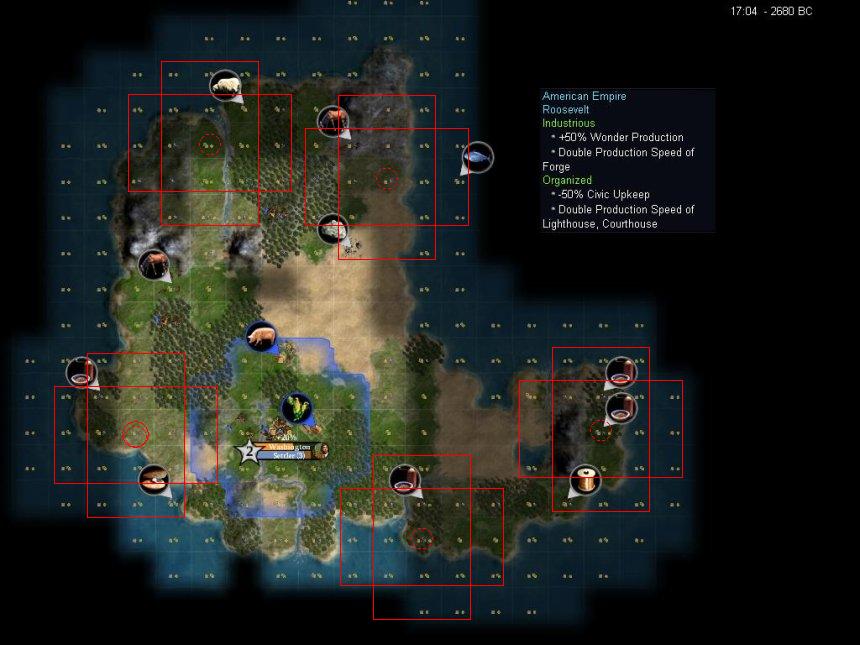 17:04 - 2680 BC
American Empire
Roosevelt
Industrious
* +50% Wonder Production
* Double Production Speed of
Forge
Organized
* -50% Civic Upkeep
* Double Production Speed of
Lighthouse, Courthouse
2
Washington
Settler (3)